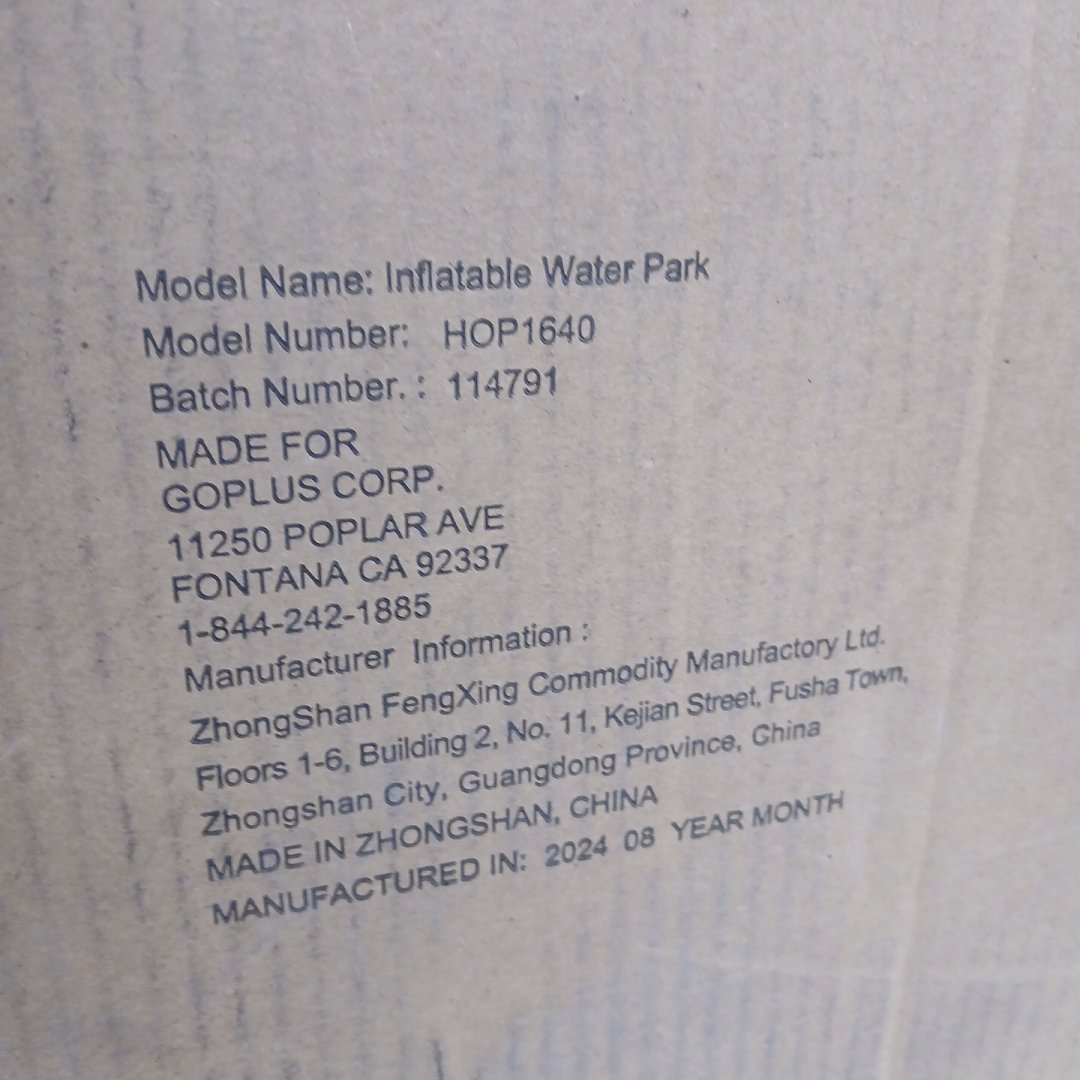 Model Name: Inflatable Water Park
Model Number: HOP1640
Batch Number. : 114791
MADE FOR
GOPLUS CORP.
11250 POPLAR AVE
FONTANA CA 92337
1-844-242-1885
Manufacturer Information :
ZhongShan FengXing Commodity Manufactory Ltd.
Floors 1-6, Building 2, No. 11, Kejian Street, Fusha Town,
Zhongshan City, Guangdong Province, China
MADE IN ZHONGSHAN, CHINA
MANUFACTURED IN: 2024 08 YEAR MONTH